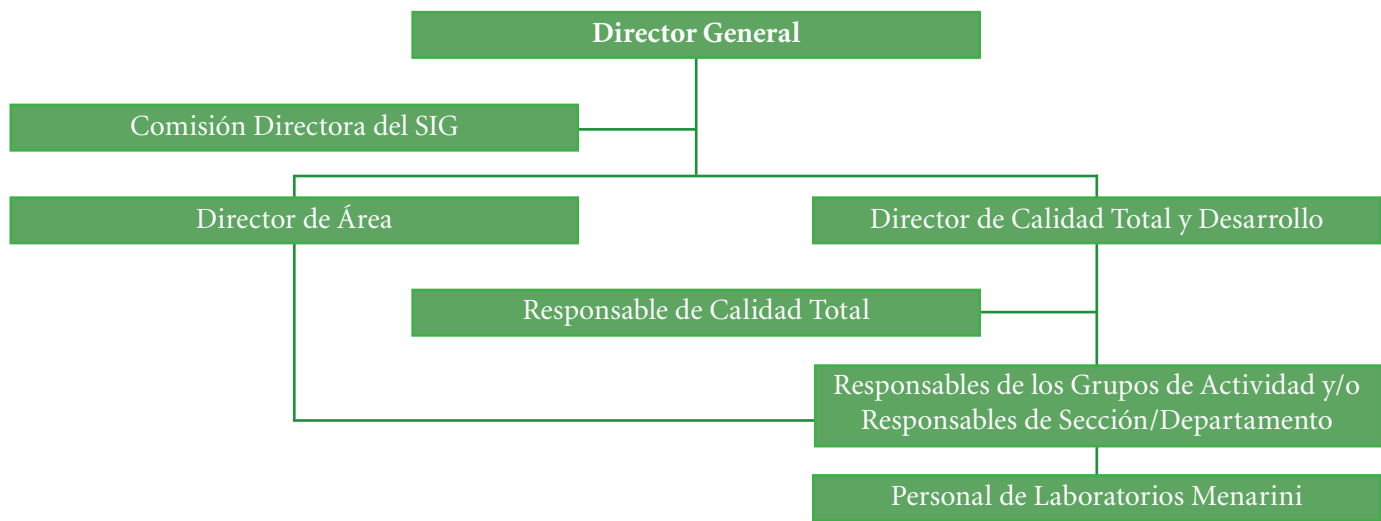 Director General
Comisión Directora del SIG
Director de Área
Director de Calidad Total y Desarrollo
Responsable de Calidad Total
Responsables de los Grupos de Actividad y/o
Responsables de Sección/Departamento
Personal de Laboratorios Menarini